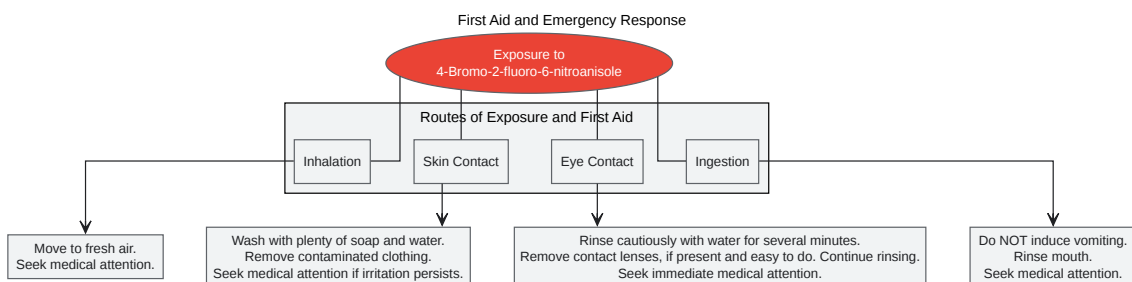 First Aid and Emergency Response
Exposure to
4-Bromo-2-fluoro-6-nitroanisole
Routes of Exposure and First Aid
Inhalation
Skin Contact
Eye Contact
Ingestion
Move to fresh air.
Seek medical attention.
Wash with plenty of soap and water.
Remove contaminated clothing.
Seek medical attention if irritation persists.
Rinse cautiously with water for several minutes.
Remove contact lenses, if present and easy to do. Continue rinsing.
Seek immediate medical attention.
Do NOT induce vomiting.
Rinse mouth.
Seek medical attention.